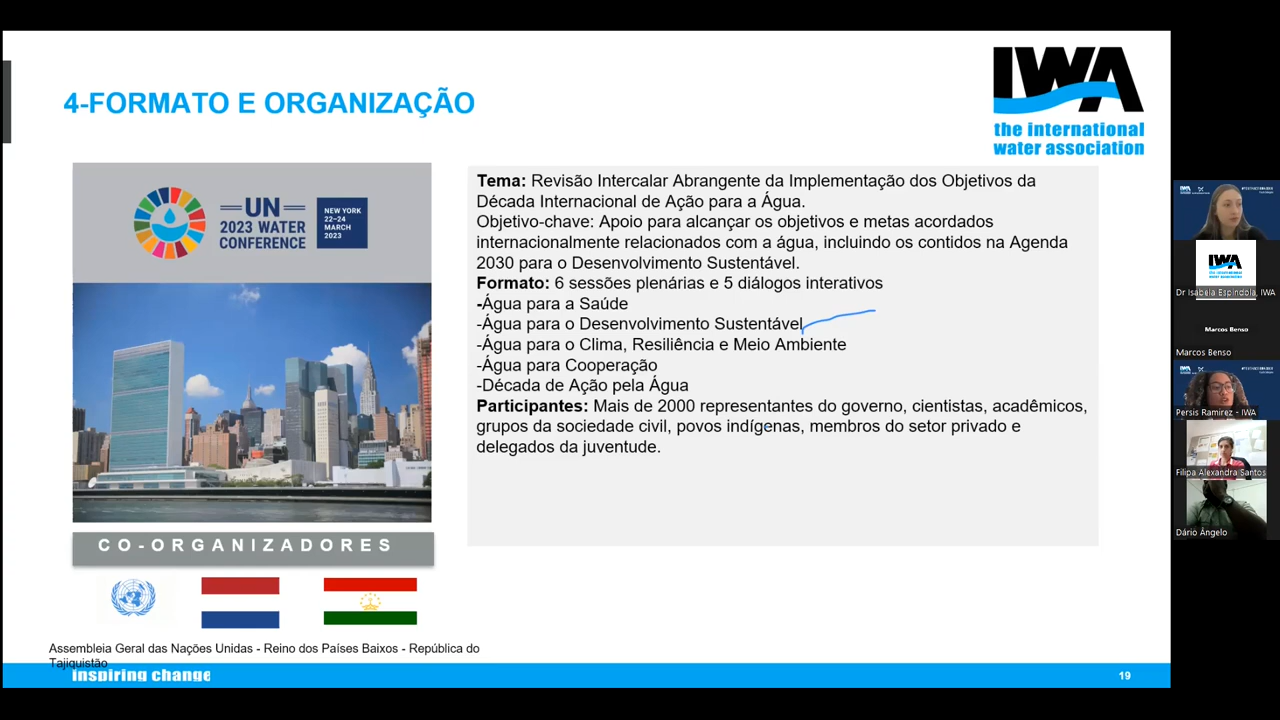 4-FORMATO E ORGANIZAÇÃO
IWA
the international
water association
UN
2023 WATER
CONFERENCE
NEW YORK
22–24
MARCH
2023
Tema: Revisão Intercalar Abrangente da Implementação dos Objetivos da
Década Internacional de Ação para a Água.
Objetivo-chave: Apoio para alcançar os objetivos e metas acordados
internacionalmente relacionados com a água, incluindo os contidos na Agenda
2030 para o Desenvolvimento Sustentável.
Formato: 6 sessões plenárias e 5 diálogos interativos
-Água para a Saúde
-Água para o Desenvolvimento Sustentável
-Água para o Clima, Resiliência e Meio Ambiente
-Água para Cooperação
-Década de Ação pela Água
Participantes: Mais de 2000 representantes do governo, cientistas, acadêmicos,
grupos da sociedade civil, povos indígenas, membros do setor privado e
delegados da juventude.
CO-ORGANIZADORES
Assembleia Geral das Nações Unidas - Reino dos Países Baixos - República do
Tajiquistão
inspiring change
19
IWA
Dr Isabela Espindola, IWA
Marcos Benso
Marcos Benso
Persis Ramirez - IWA
Filipa Alexandra Santos
Dário Ângelo